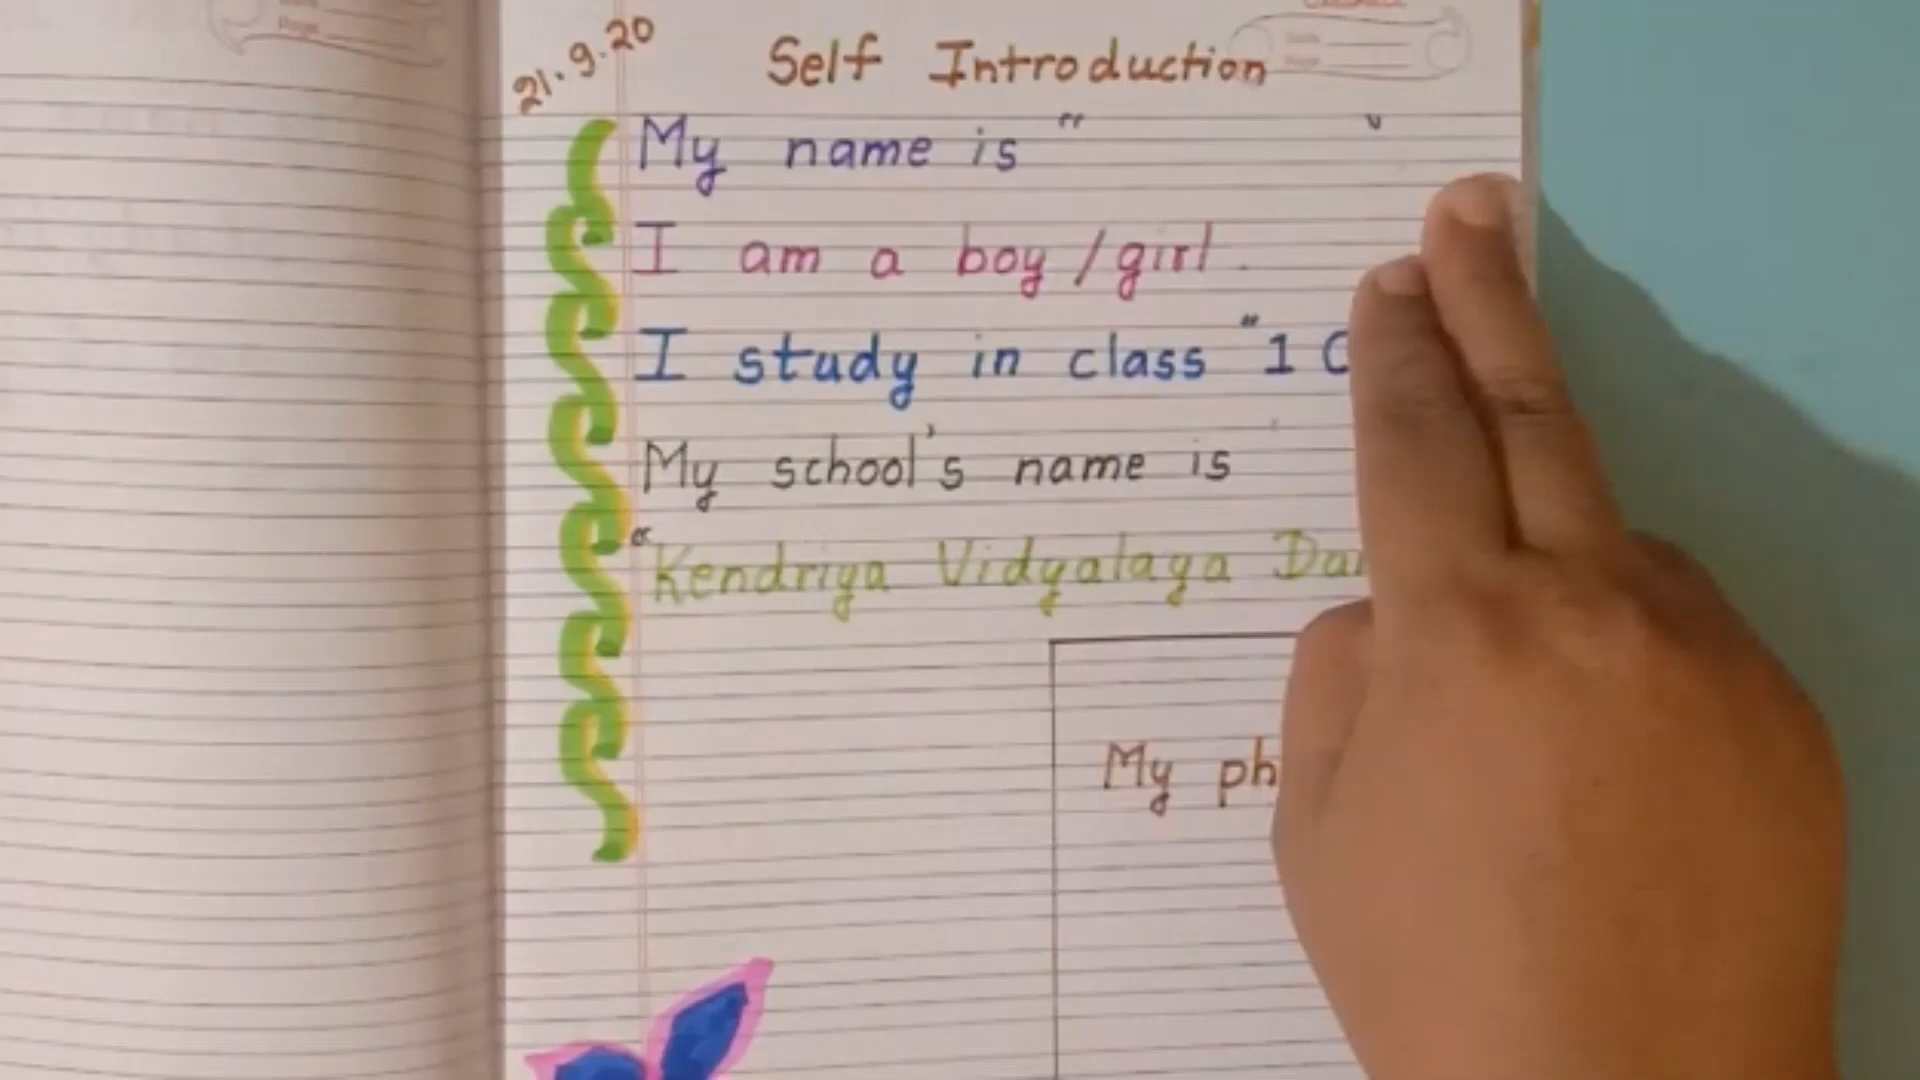 21.9.20
Self Introduction
My name is "          "
I am a boy / girl.
I study in class "1 C
My school's name is
"Kendriya Vidyalaya
My